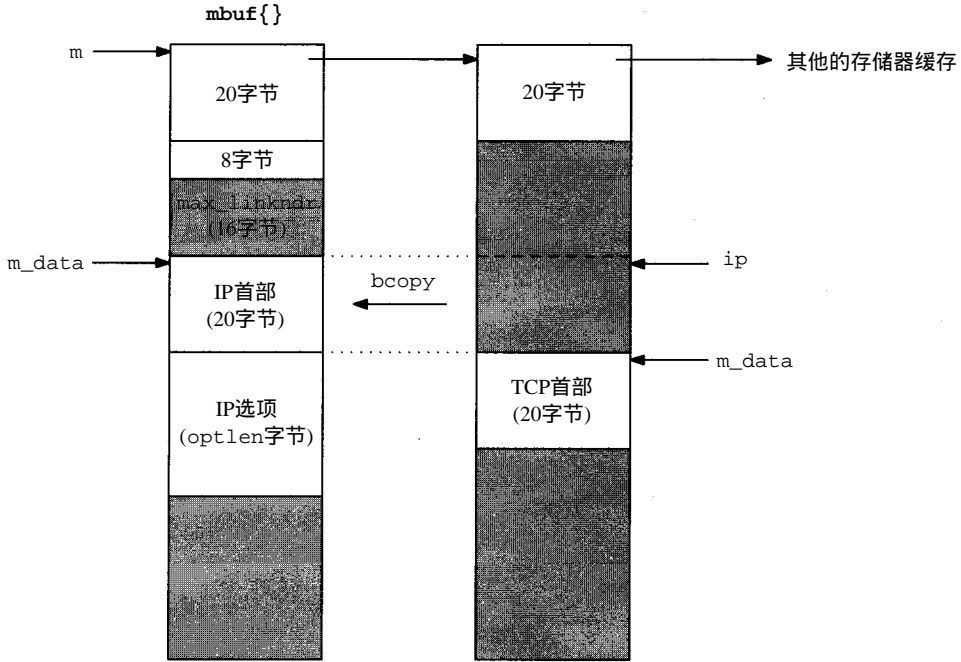 mbuf{}
m
20字节
20字节
其他的存储器缓存
8字节
max_linkhdr
(16字节)
m_data
ip
bcopy
IP首部
(20字节)
m_data
TCP首部
(20字节)
IP选项
(optlen字节)